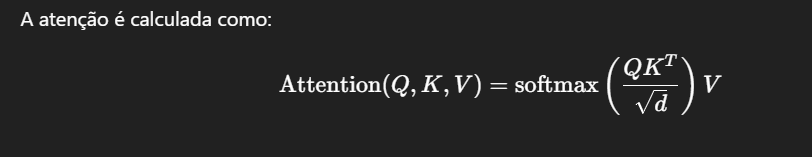 A atenção é calculada como:
Attention(Q, K, V) = softmax(QK^T / √d) V